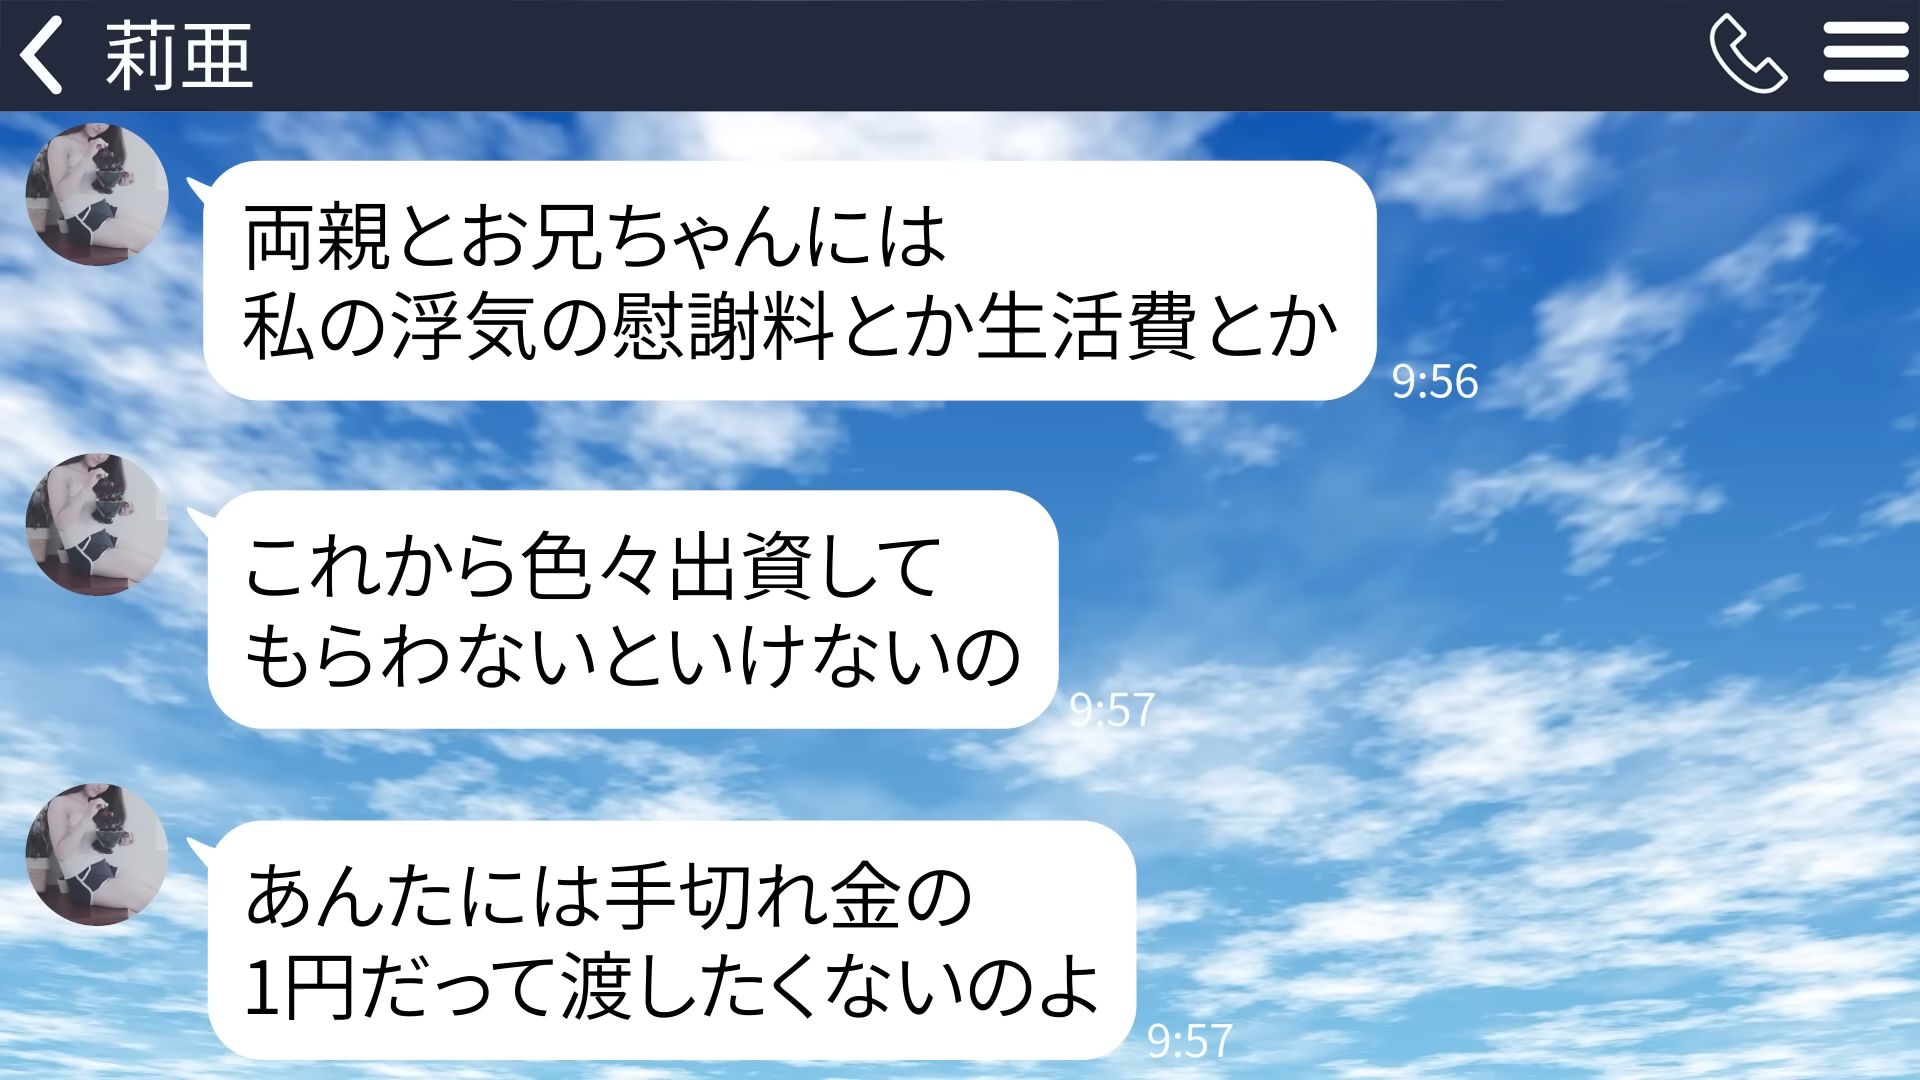 莉亜
両親とお兄ちゃんには
私の浮気の慰謝料とか生活費とか
9:56
これから色々出資して
もらわないといけないの
9:57
あんたには手切れ金の
1円だって渡したくないのよ
9:57